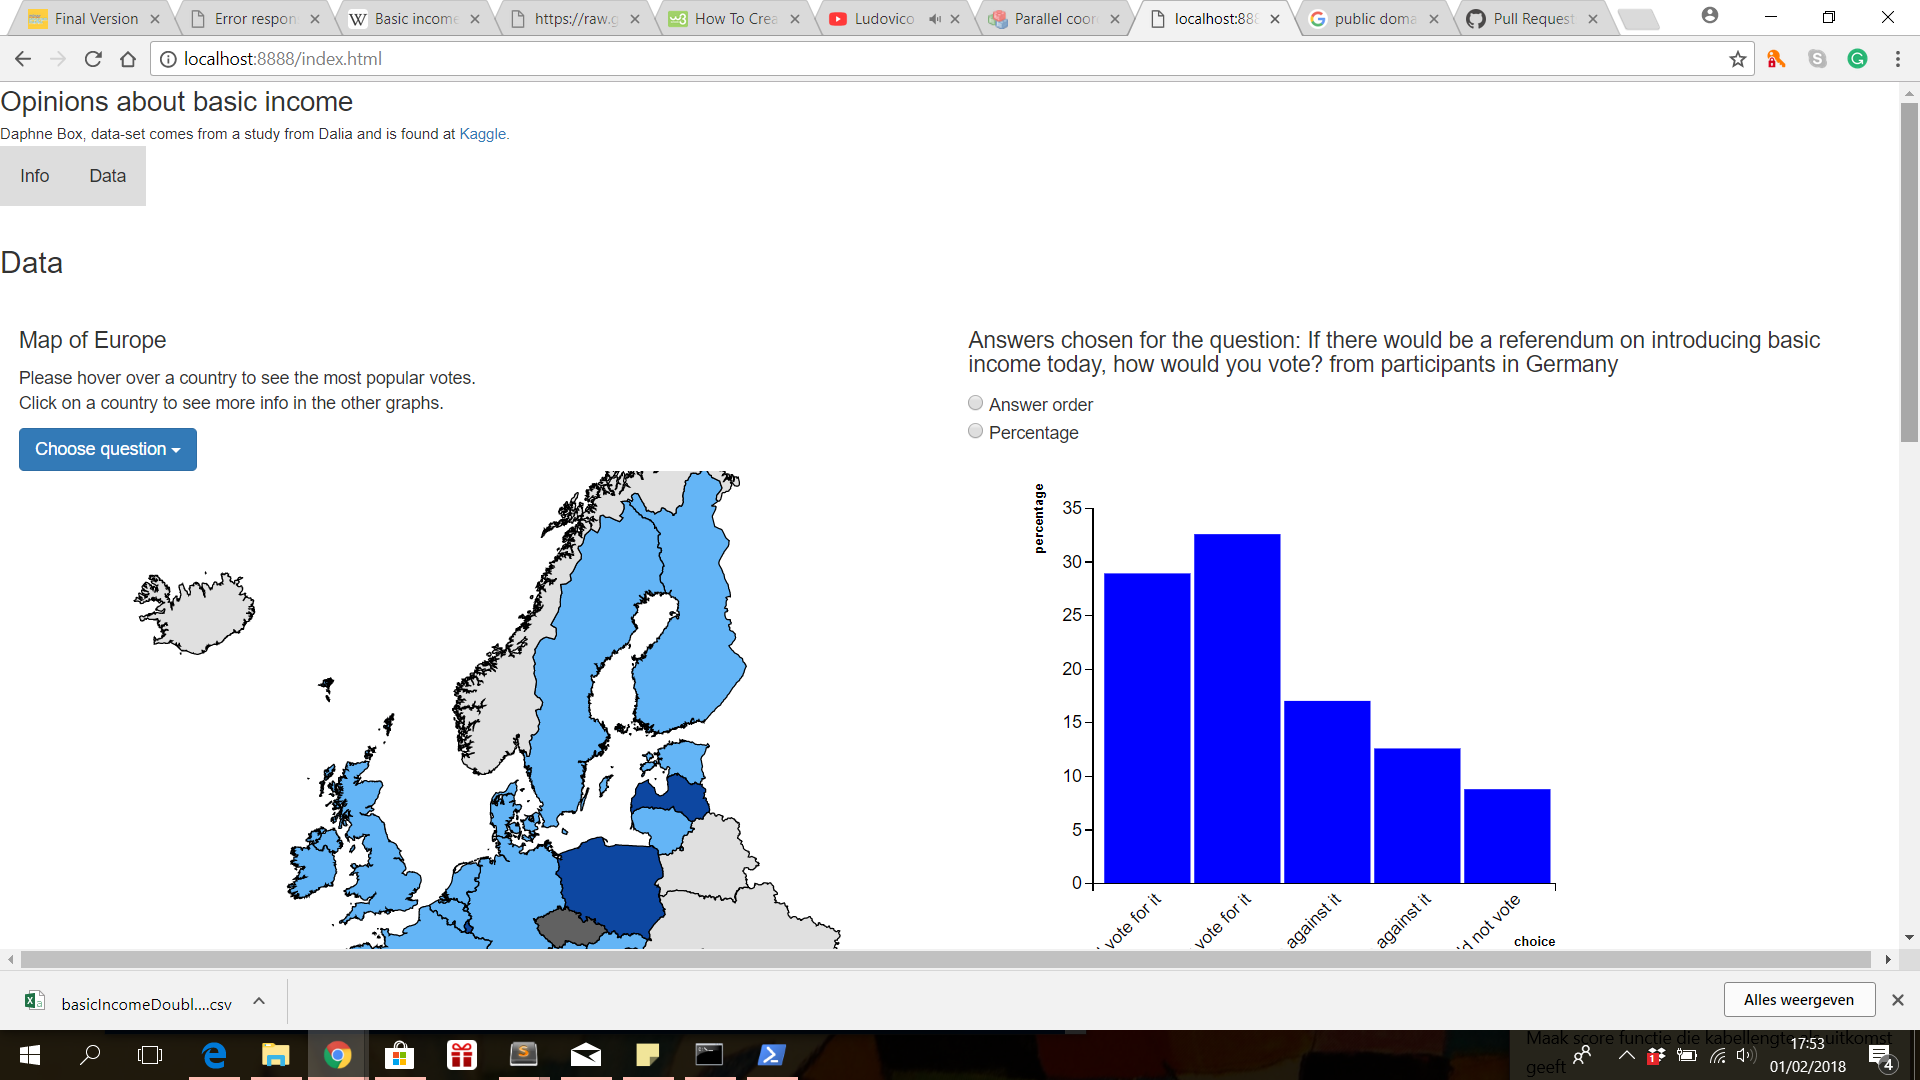 Final Version
Error respon
Basic income
https://raw.g
How To Crea
Ludovico
Parallel coor
localhost:888
public doma
Pull Request
localhost:8888/index.html
Opinions about basic income
Daphne Box, data-set comes from a study from Dalia and is found at Kaggle.
Info Data
Data
Map of Europe
Please hover over a country to see the most popular votes.
Click on a country to see more info in the other graphs.
Choose question
Answers chosen for the question: If there would be a referendum on introducing basic
income today, how would you vote? from participants in Germany
Answer order
Percentage
percentage
35
30
25
20
15
10
5
0
vote for it
vote for it
against it
against it
d not vote
choice
basicIncomeDoubl....csv
Alles weergeven
Maak score functie die kabellengte als uitkomst
geeft
17:53
01/02/2018
4